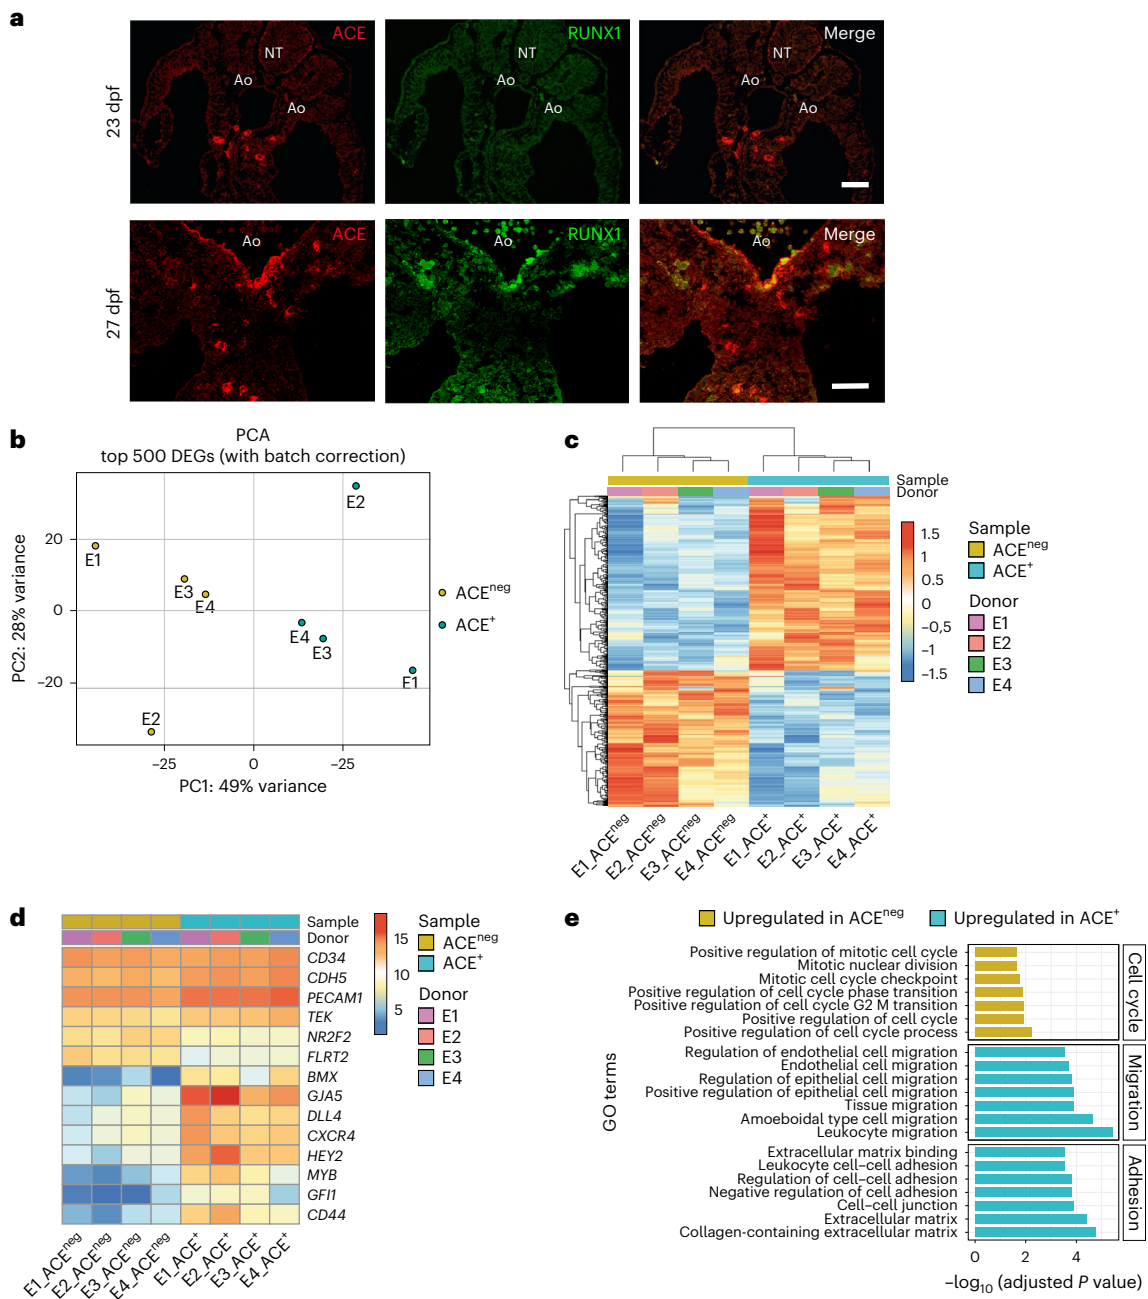 a
ACE
RUNX1
Merge
23 dpf
NT
Ao
Ao
NT
Ao
Ao
NT
Ao
Ao
ACE
RUNX1
Merge
27 dpf
Ao
Ao
Ao
b
PCA
top 500 DEGs (with batch correction)
PC2: 28% variance
20
0
−20
E1
E3
E4
E2
E2
E4
E3
E1
−25
0
−25
PC1: 49% variance
ACEneg
ACE+
c
Sample
Donor
1.5
1
0.5
0
−0,5
−1
−1.5
Sample
ACEneg
ACE+
Donor
E1
E2
E3
E4
E1_ACEneg
E2_ACEneg
E3_ACEneg
E4_ACEneg
E1_ACE+
E2_ACE+
E3_ACE+
E4_ACE+
d
Sample
Donor
CD34
CDH5
PECAM1
TEK
NR2F2
FLRT2
BMX
GJA5
DLL4
CXCR4
HEY2
MYB
GFI1
CD44
15
10
5
Sample
ACEneg
ACE+
Donor
E1
E2
E3
E4
E1_ACEneg
E2_ACEneg
E3_ACEneg
E4_ACEneg
E1_ACE+
E2_ACE+
E3_ACE+
E4_ACE+
e
Upregulated in ACEneg
Upregulated in ACE+
GO terms
Positive regulation of mitotic cell cycle
Mitotic nuclear division
Mitotic cell cycle checkpoint
Positive regulation of cell cycle phase transition
Positive regulation of cell cycle G2 M transition
Positive regulation of cell cycle
Positive regulation of cell cycle process
Cell cycle
Regulation of endothelial cell migration
Endothelial cell migration
Regulation of epithelial cell migration
Positive regulation of epithelial cell migration
Tissue migration
Amoeboidal type cell migration
Leukocyte migration
Migration
Extracellular matrix binding
Leukocyte cell–cell adhesion
Regulation of cell–cell adhesion
Negative regulation of cell adhesion
Cell–cell junction
Extracellular matrix
Collagen-containing extracellular matrix
Adhesion
0
2
4
−log10 (adjusted P value)